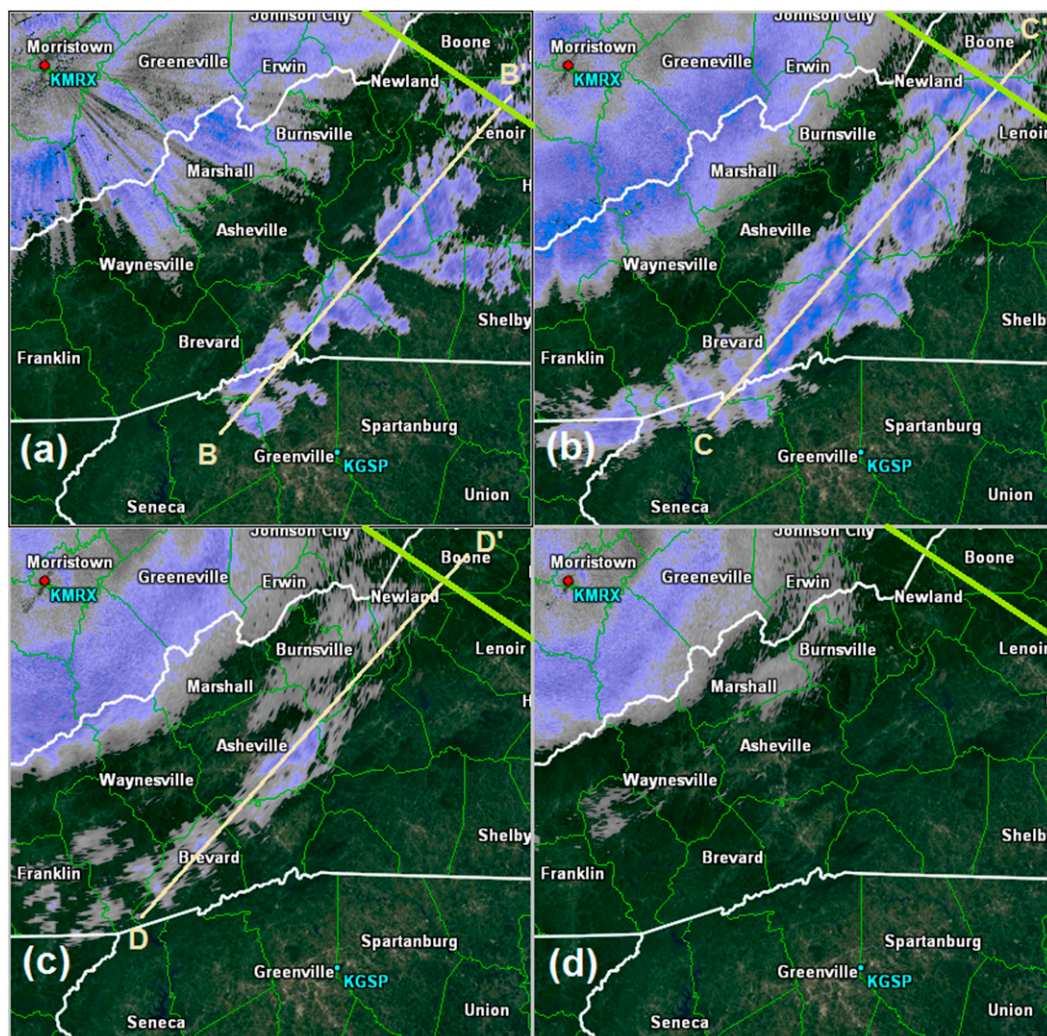 Johnson City
Boone
Morristown
Greeneville
Erwin
KMRX
Newland
B'
Lenoir
Burnsville
Marshall
H
Asheville
Waynesville
Shelby
Brevard
Franklin
(a)
B
Spartanburg
Greenville
KGSP
Seneca
Union
Johnson City
C'
Boone
Morristown
Greeneville
Erwin
KMRX
Newland
Lenoir
Burnsville
Marshall
H
Asheville
Waynesville
Shelby
Brevard
Franklin
(b)
C
Spartanburg
Greenville
KGSP
Seneca
Union
Johnson City
D'
Boone
Morristown
Greeneville
Erwin
KMRX
Newland
Burnsville
Lenoir
Marshall
H
Asheville
Waynesville
Shelby
Brevard
Franklin
D
(c)
Spartanburg
Greenville
KGSP
Seneca
Union
Johnson City
Boone
Morristown
Greeneville
Erwin
KMRX
Newland
Burnsville
Lenoir
Marshall
H
Asheville
Waynesville
Shelby
Brevard
Franklin
(d)
Spartanburg
Greenville
KGSP
Seneca
Union